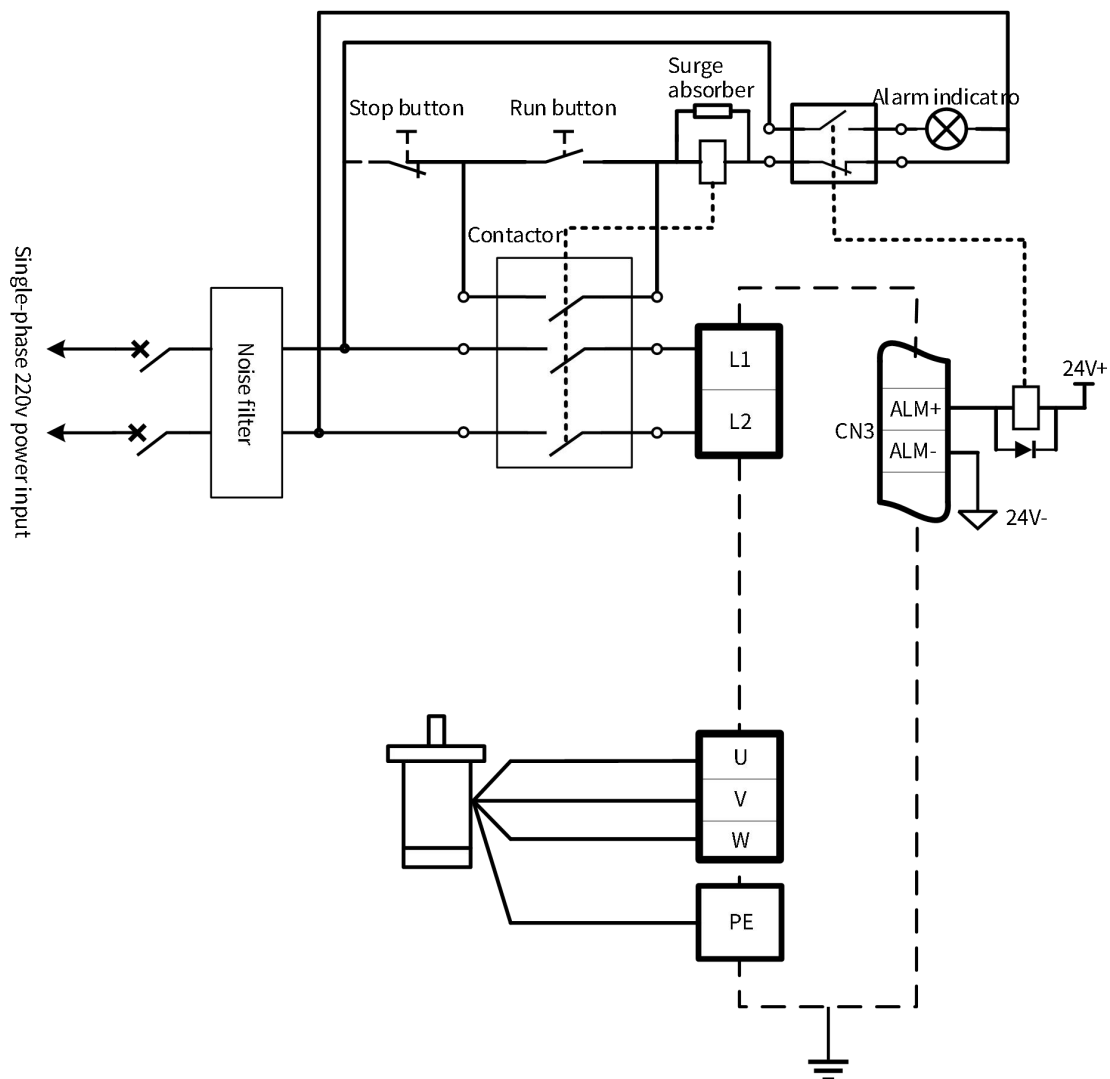 Surge
absorber
Alarm indicatro
Stop button
Run button
Contactor
Single-phase 220v power input
Noise filter
L1
L2
24V+
CN3
ALM+
ALM-
24V-
U
V
W
PE